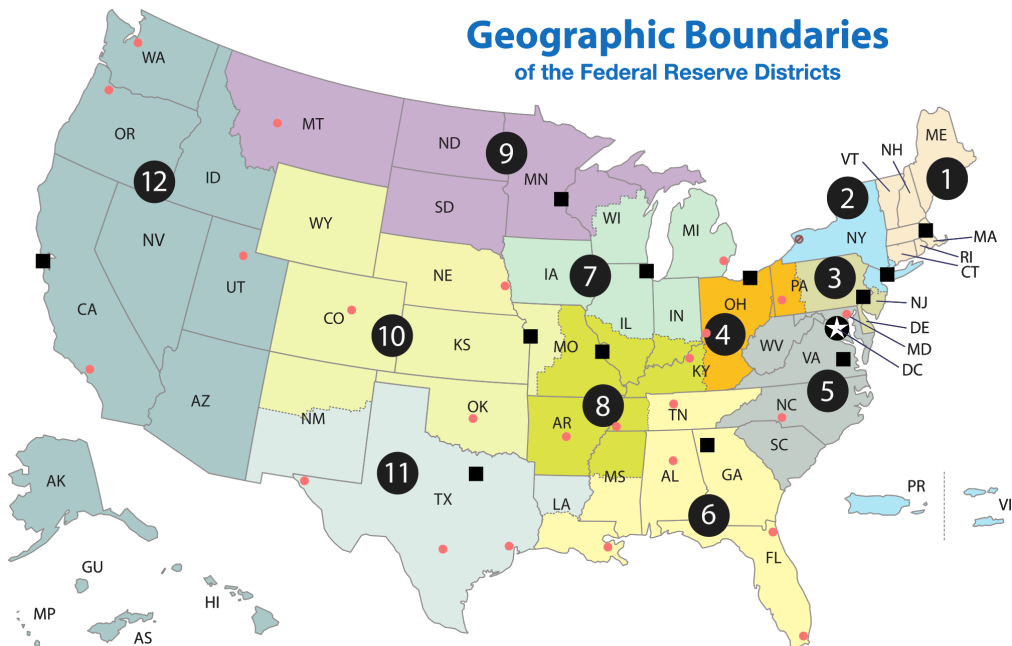 Geographic Boundaries
of the Federal Reserve Districts
WA
MT
ND
9
MN
OR
12
ID
SD
WY
WI
MI
ME
NH
VT
1
2
NY
MA
RI
CT
NV
UT
CA
NE
IA
7
IL
IN
OH
PA
3
NJ
DE
MD
DC
CO
10
KS
MO
4
KY
WV
VA
5
AZ
NM
OK
AR
8
TN
NC
SC
11
TX
LA
MS
AL
GA
6
FL
AK
PR
VI
GU
HI
MP
AS